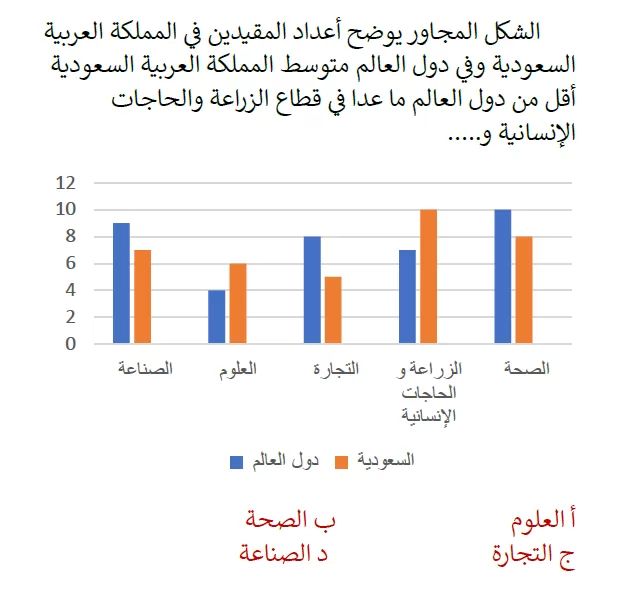 الشكل المجاور يوضح أعداد المقيدين في المملكة العربية
السعودية وفي دول العالم متوسط المملكة العربية السعودية
أقل من دول العالم ما عدا في قطاع الزراعة والحاجات
الإنسانية و.....
12
10
8
6
4
2
0
الصناعة
العلوم
التجارة
الزراعة و
الحاجات
الإنسانية
الصحة
السعودية
دول العالم
أ العلوم
ب الصحة
ج التجارة
د الصناعة